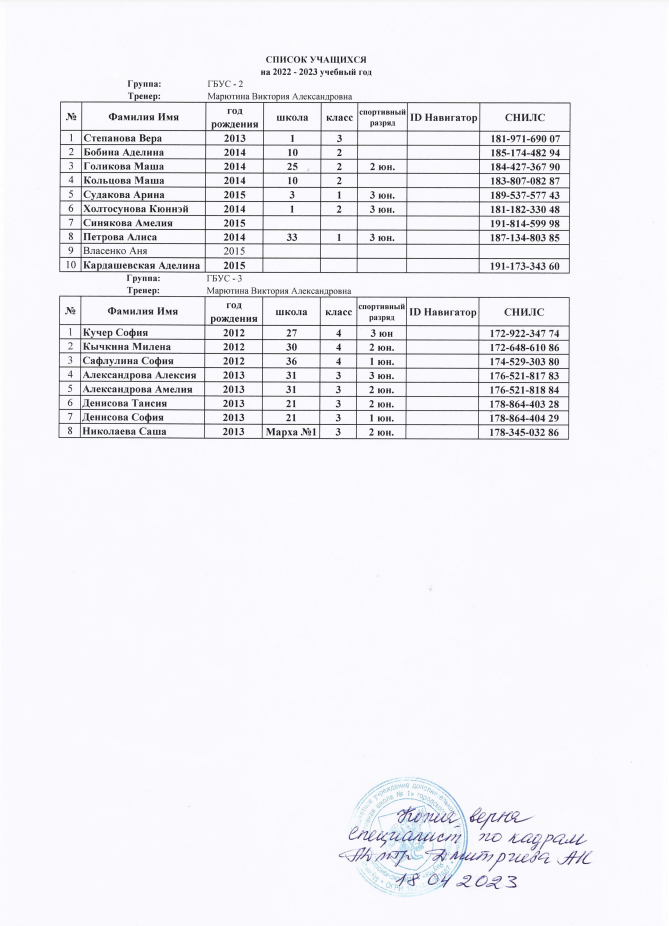 СПИСОК УЧАЩИХСЯ
на 2022 - 2023 учебный год
Группа: ГБУС - 2
Тренер: Марютина Виктория Александровна
№ Фамилия Имя год рождения школа класс спортивный разряд ID Навигатор СНИЛС
1 Степанова Вера 2013 1 3 181-971-690 07
2 Бобина Аделина 2014 10 2 185-174-482 94
3 Голикова Маша 2014 25 2 2 юн. 184-427-367 90
4 Кольцова Маша 2014 10 2 183-807-082 87
5 Судакова Арина 2015 3 1 3 юн. 189-537-577 43
6 Холтосунова Кюннэй 2014 1 2 3 юн. 181-182-330 48
7 Синякова Амелия 2015 191-814-599 98
8 Петрова Алиса 2014 33 1 3 юн. 187-134-803 85
9 Власенко Аня 2015
10 Кардашевская Аделина 2015 191-173-343 60
Группа: ГБУС - 3
Тренер: Марютина Виктория Александровна
№ Фамилия Имя год рождения школа класс спортивный разряд ID Навигатор СНИЛС
1 Кучер София 2012 27 4 3 юн 172-922-347 74
2 Кычкина Милена 2012 30 4 2 юн. 172-648-610 86
3 Сафлулина София 2012 36 4 1 юн. 174-529-303 80
4 Александрова Алексия 2013 31 3 3 юн. 176-521-817 83
5 Александрова Амелия 2013 31 3 2 юн. 176-521-818 84
6 Денисова Таисия 2013 21 3 2 юн. 178-864-403 28
7 Денисова София 2013 21 3 1 юн. 178-864-404 29
8 Николаева Саша 2013 Марха №1 3 2 юн. 178-345-032 86
Копия верна
специалист по кадрам
Дмитриева АК
18 04 2023